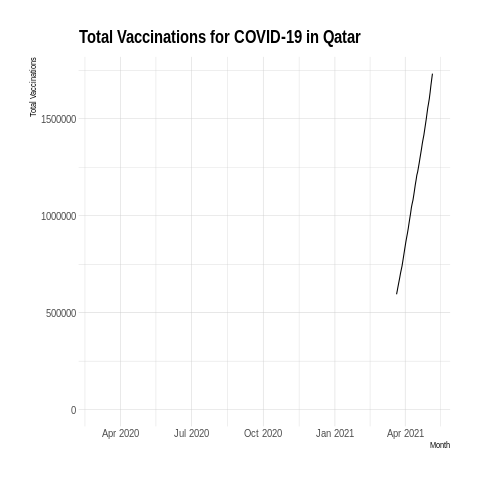 Total Vaccinations for COVID-19 in Qatar
Total Vaccinations
1500000
1000000
500000
0
Apr 2020 Jul 2020 Oct 2020 Jan 2021 Apr 2021
Month